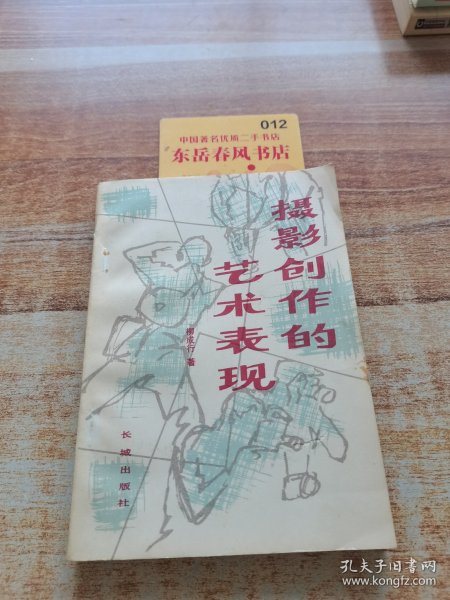 012
中国著名优质二手书店
东岳春风书店
摄影创作的
艺术表现
柳成行 著
长城出版社
孔夫子旧书网
www.kongfz.com